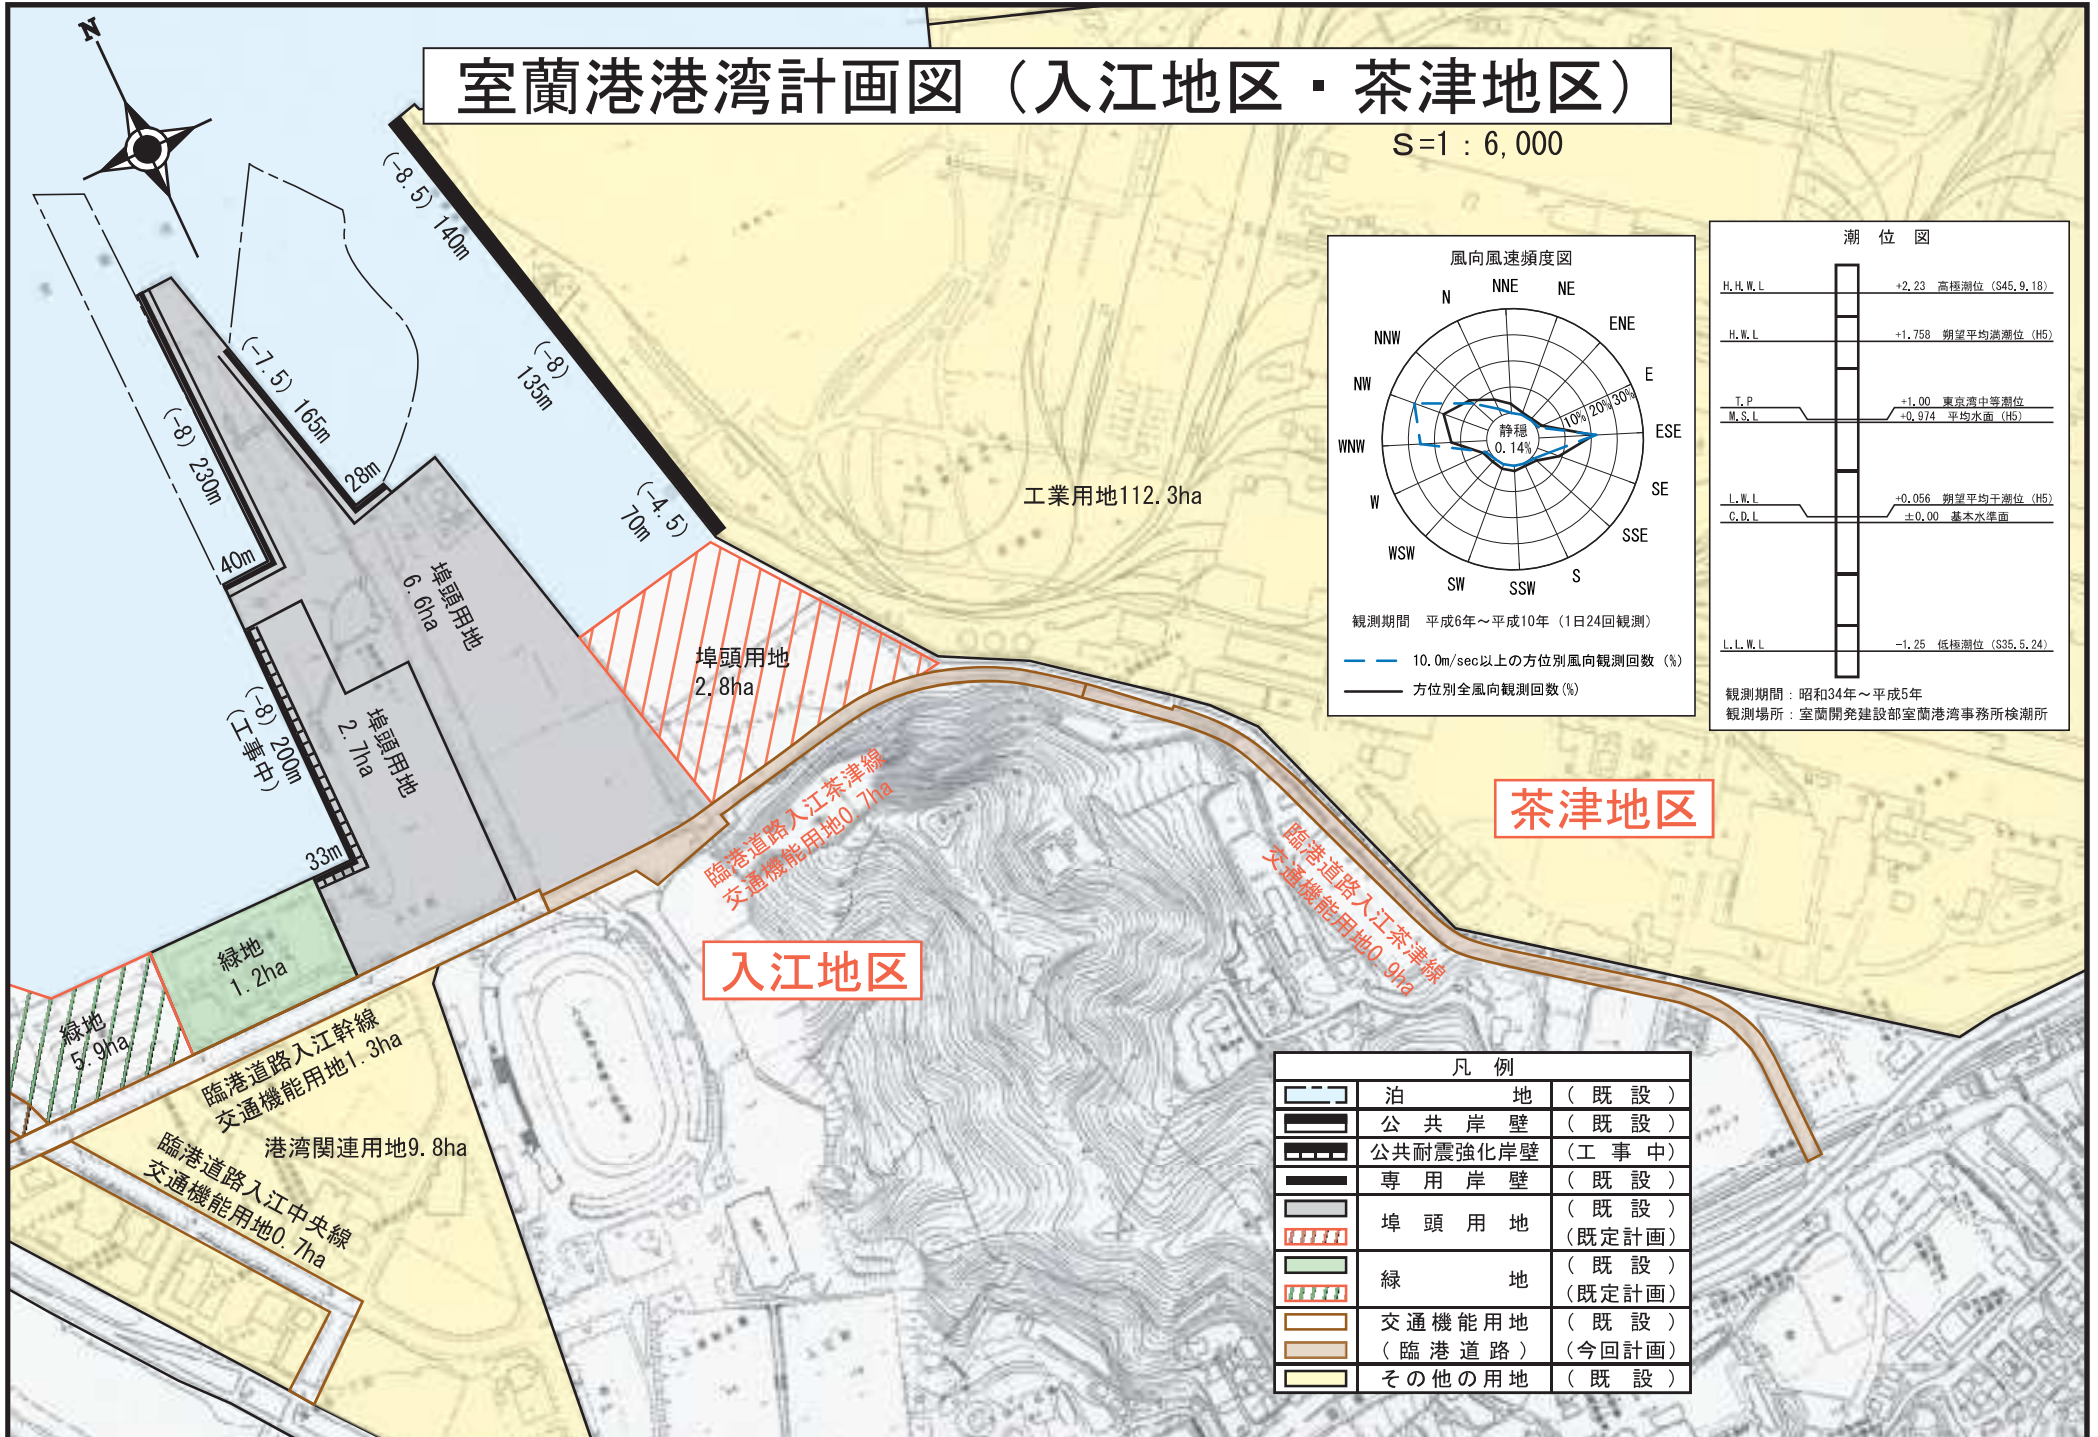 室蘭港港湾計画図（入江地区・茶津地区）
S=1：6,000
N
(-8.5) 140m
(-8)
135m
(-4.5)
70m
(-7.5) 165m
28m
(-8) 230m
40m
(-8) 200m
(工事中)
33m
埠頭用地
6.6ha
埠頭用地
2.7ha
埠頭用地
2.8ha
工業用地112.3ha
緑地
1.2ha
緑地
5.9ha
臨港道路入江幹線
交通機能用地1.3ha
港湾関連用地9.8ha
臨港道路入江中央線
交通機能用地0.7ha
臨港道路入江茶津線
交通機能用地0.7ha
臨港道路入江茶津線
交通機能用地0.9ha
入江地区
茶津地区
風向風速頻度図
N
NNE
NE
ENE
E
ESE
SE
SSE
S
SSW
SW
WSW
W
WNW
NW
NNW
10%
20%
30%
静穏
0.14%
観測期間　平成6年～平成10年（1日24回観測）
10.0m/sec以上の方位別風向観測回数(%)
方位別全風向観測回数(%)
潮位図
H.H.W.L +2.23 高極潮位（S45.9.18）
H.W.L +1.758 朔望平均満潮位（H5）
T.P +1.00 東京湾中等潮位
M.S.L +0.974 平均水面（H5）
L.W.L +0.056 朔望平均干潮位（H5）
C.D.L ±0.00 基本水準面
L.L.W.L -1.25 低極潮位（S35.5.24）
観測期間：昭和34年～平成5年
観測場所：室蘭開発建設部室蘭港湾事務所検潮所
凡例
泊地（既設）
公共岸壁（既設）
公共耐震強化岸壁（工事中）
専用岸壁（既設）
埠頭用地（既設）
（既定計画）
緑地（既設）
（既定計画）
交通機能用地（既設）
（臨港道路）（今回計画）
その他の用地（既設）